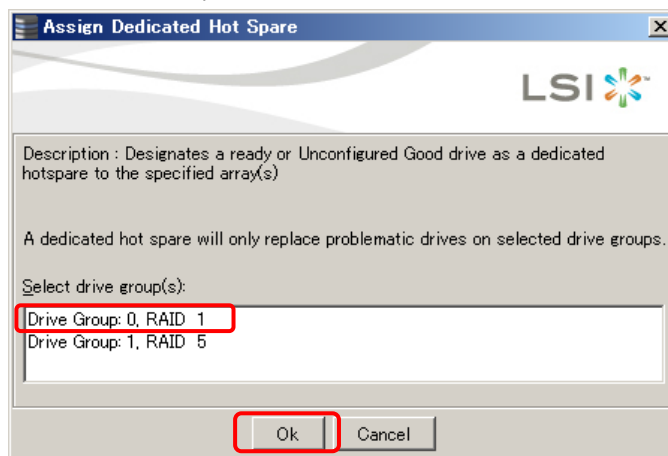 Assign Dedicated Hot Spare
LSI
Description : Designates a ready or Unconfigured Good drive as a dedicated
hotspare to the specified array(s)
A dedicated hot spare will only replace problematic drives on selected drive groups.
Select drive group(s):
Drive Group: 0, RAID 1
Drive Group: 1, RAID 5
Ok Cancel